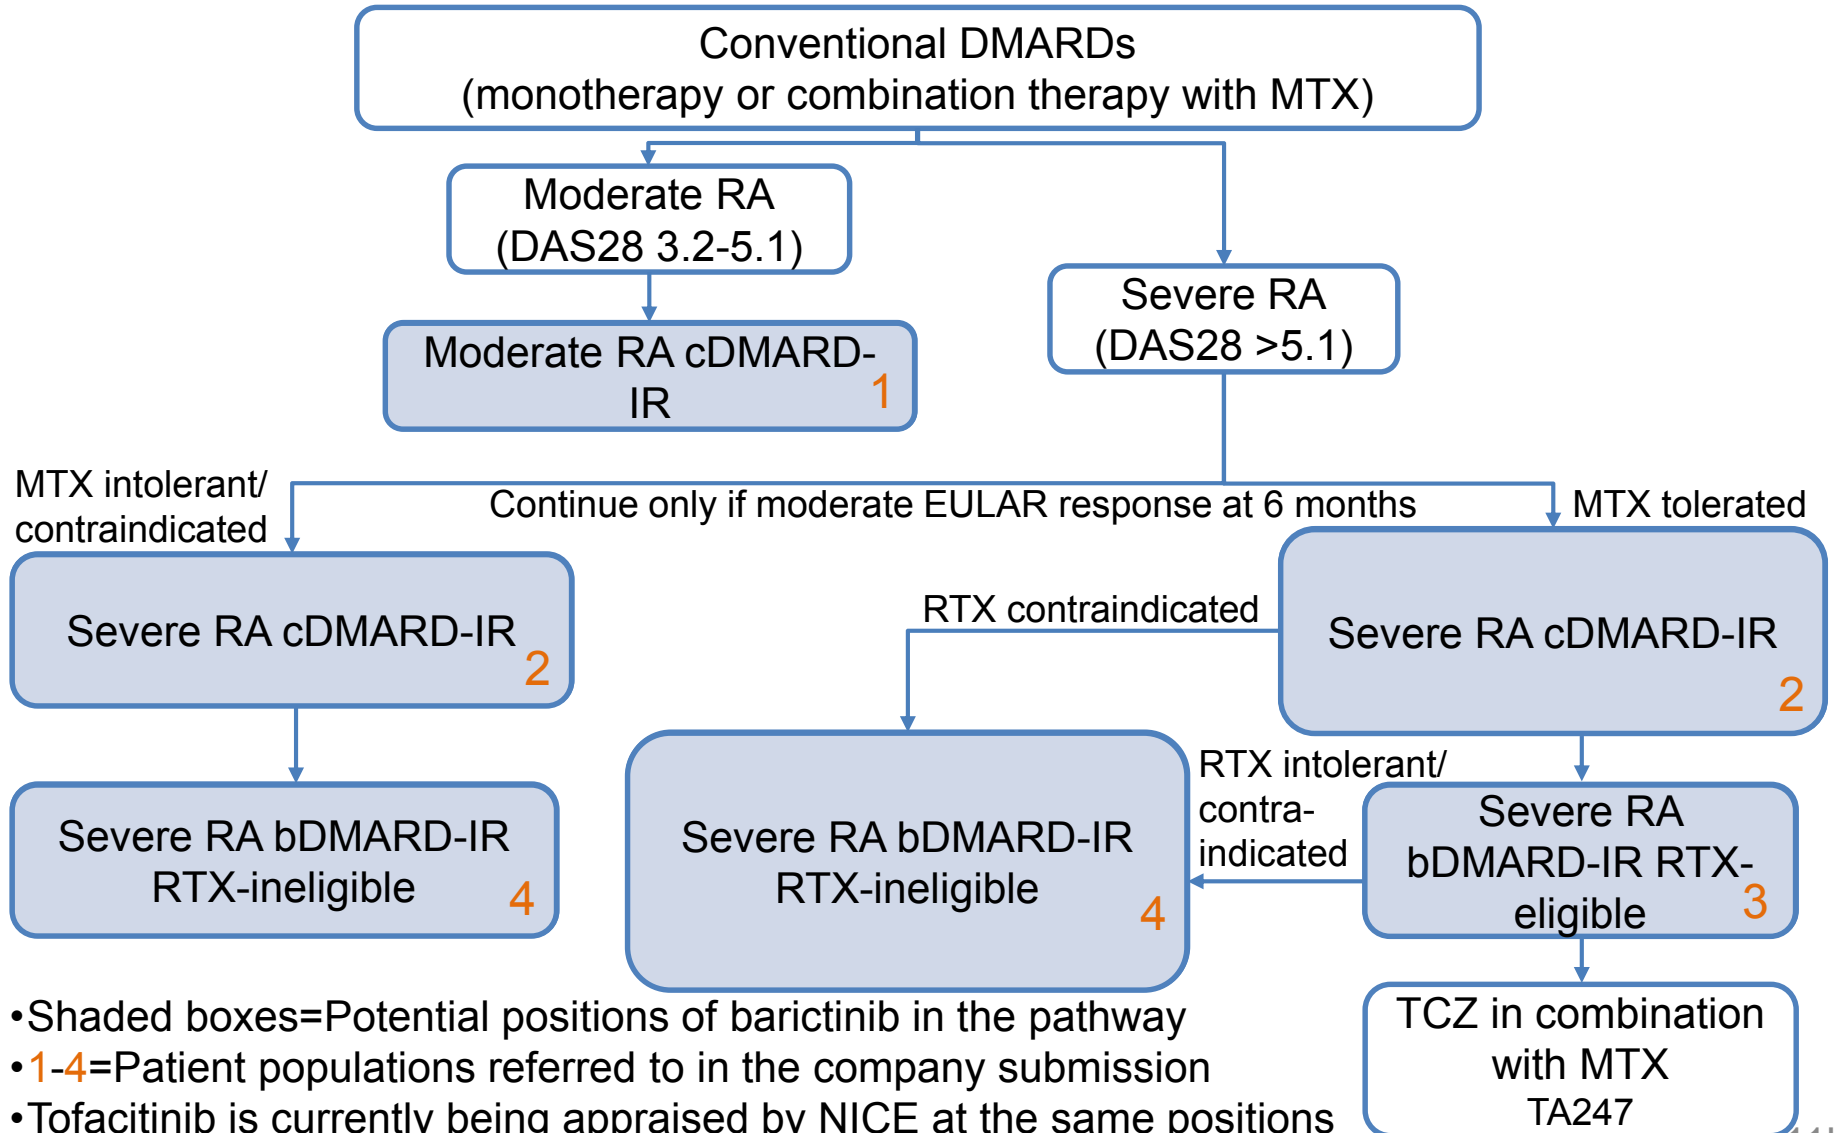 Conventional DMARDs
(monotherapy or combination therapy with MTX)
Moderate RA
(DAS28 3.2-5.1)
Severe RA
(DAS28 >5.1)
Moderate RA cDMARD-
IR
1
MTX intolerant/
contraindicated
Continue only if moderate EULAR response at 6 months
MTX tolerated
Severe RA cDMARD-IR
2
RTX contraindicated
Severe RA cDMARD-IR
2
Severe RA bDMARD-IR
RTX-ineligible
4
Severe RA bDMARD-IR
RTX-ineligible
4
RTX intolerant/
contra-
indicated
Severe RA
bDMARD-IR RTX-
eligible
3
TCZ in combination
with MTX
TA247
•Shaded boxes=Potential positions of barictinib in the pathway
•1-4=Patient populations referred to in the company submission
•Tofacitinib is currently being appraised by NICE at the same positions